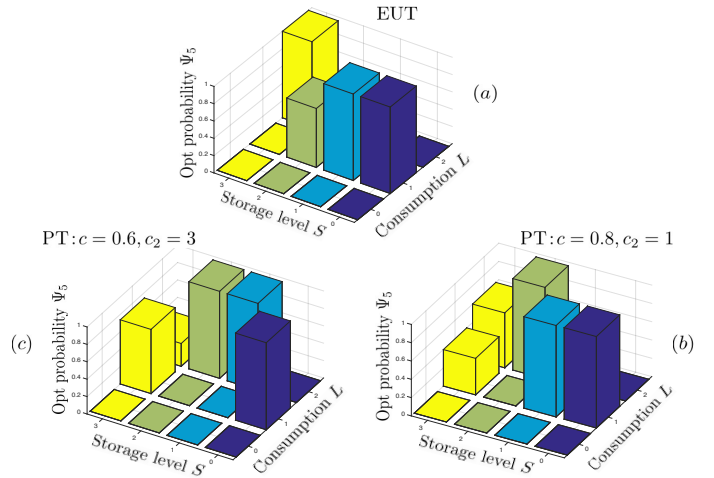 EUT
(a)
Opt probability Ψ₅
1
0.8
0.6
0.4
0.2
0
3
2
1
0
0
1
2
Storage level S
Consumption L
PT: c = 0.6, c₂ = 3
(c)
Opt probability Ψ₅
1
0.8
0.6
0.4
0.2
0
3
2
1
0
0
1
2
Storage level S
Consumption L
PT: c = 0.8, c₂ = 1
(b)
Opt probability Ψ₅
1
0.8
0.6
0.4
0.2
0
3
2
1
0
0
1
2
Storage level S
Consumption L